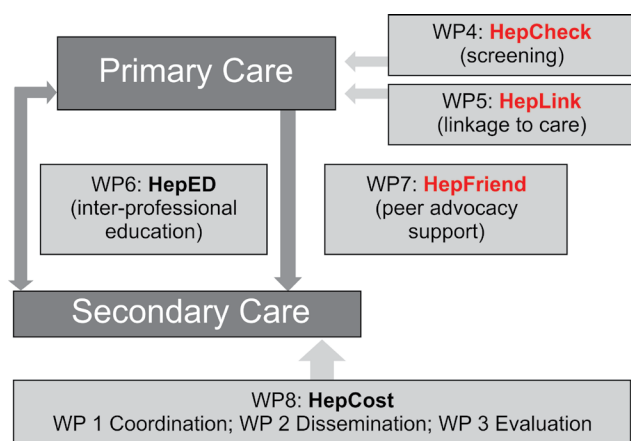 Primary Care
WP4: HepCheck
(screening)
WP5: HepLink
(linkage to care)
WP6: HepED
(inter-professional
education)
WP7: HepFriend
(peer advocacy
support)
Secondary Care
WP8: HepCost
WP 1 Coordination; WP 2 Dissemination; WP 3 Evaluation